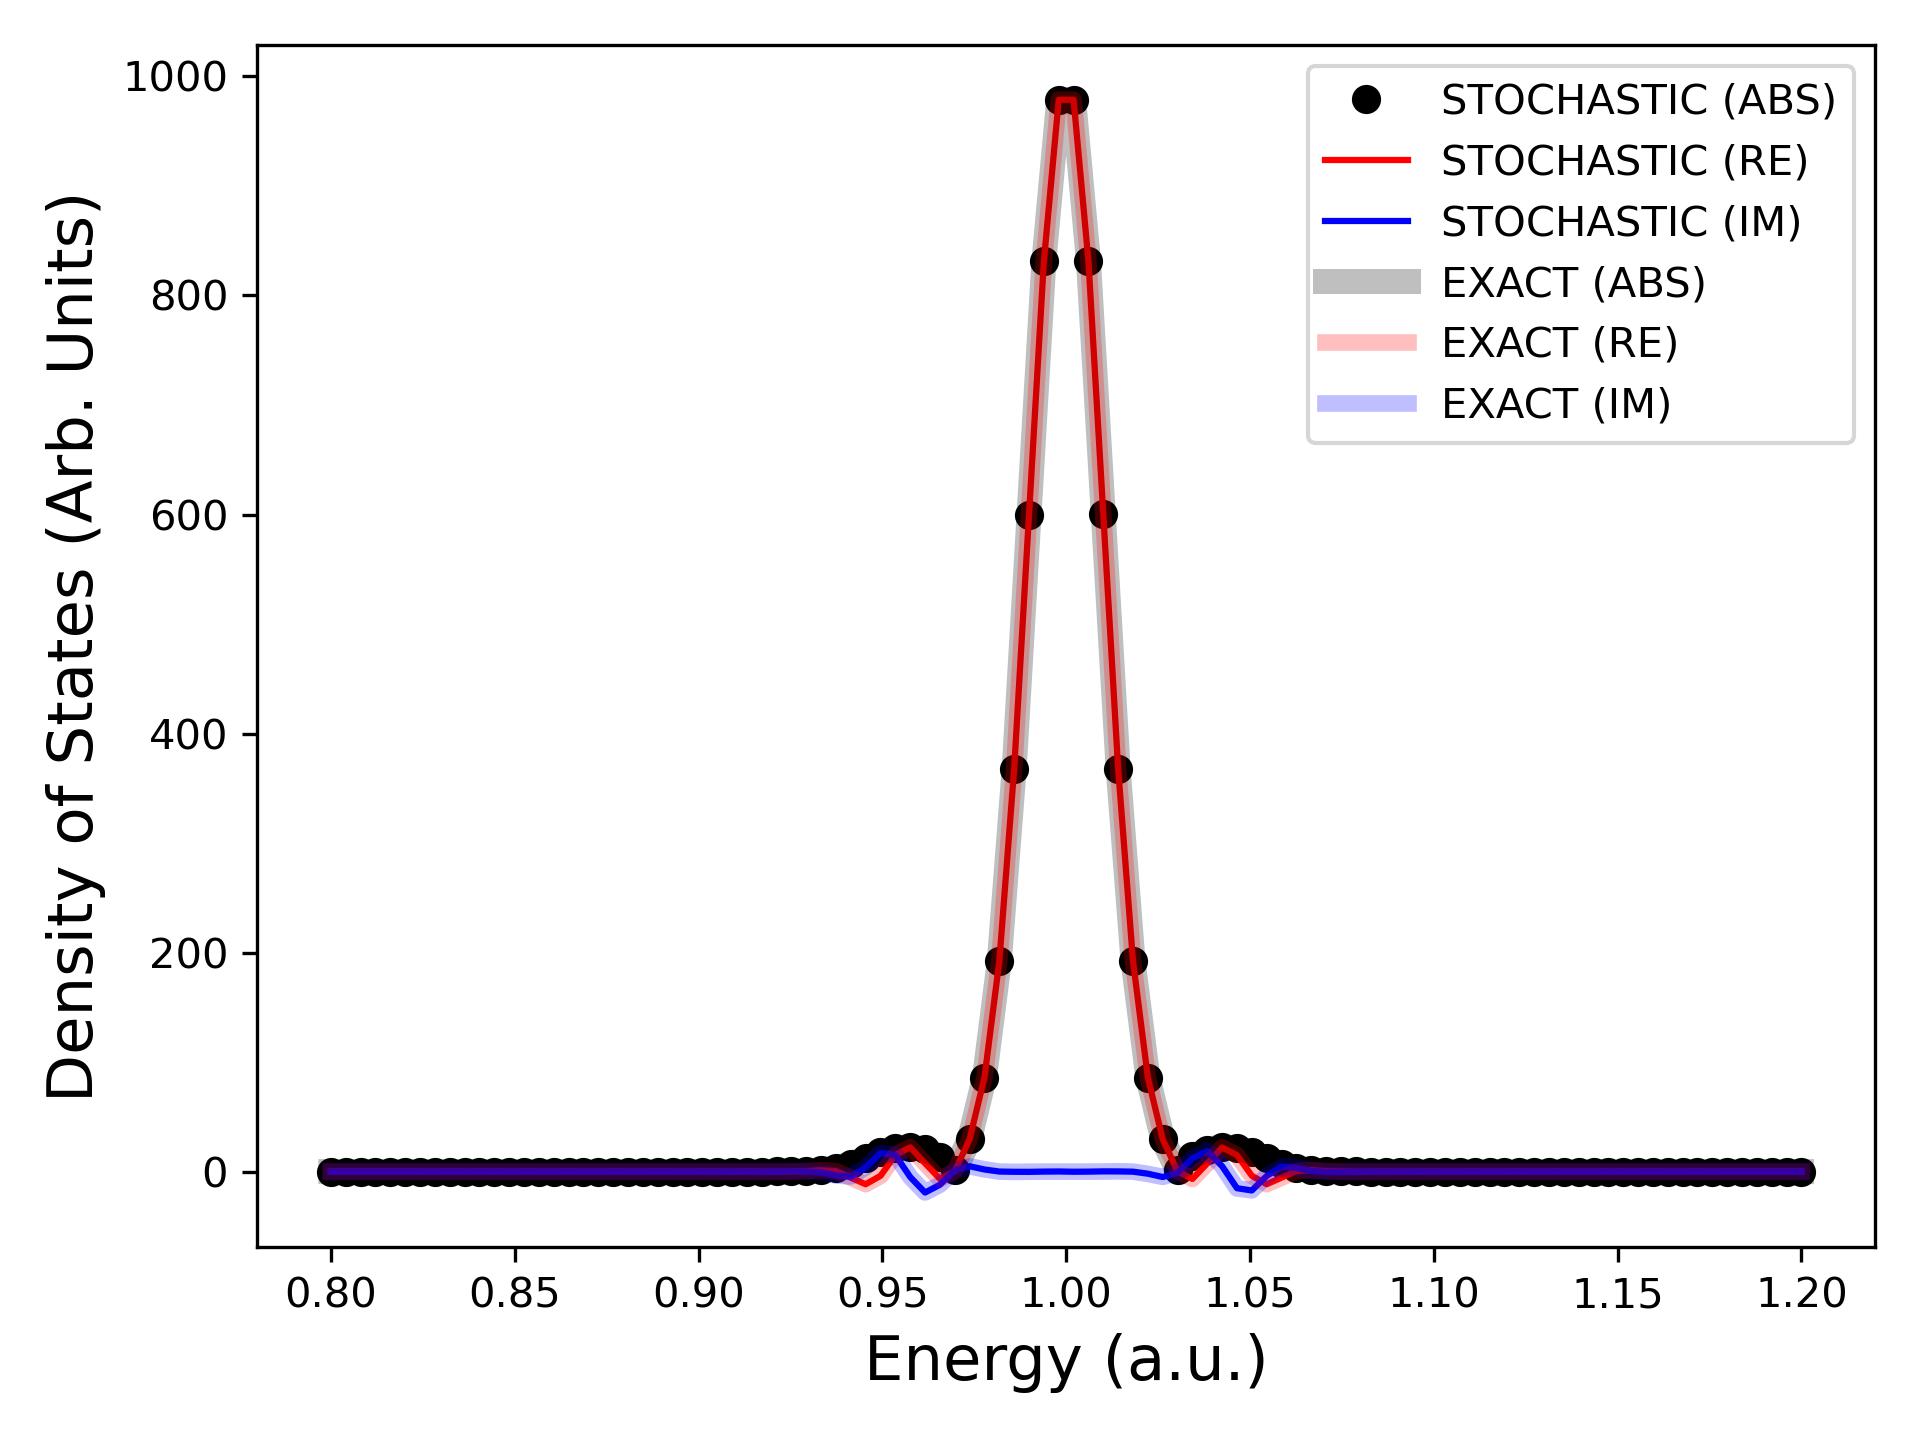 1000
800
600
400
200
0
Density of States (Arb. Units)
STOCHASTIC (ABS)
STOCHASTIC (RE)
STOCHASTIC (IM)
EXACT (ABS)
EXACT (RE)
EXACT (IM)
0.80 0.85 0.90 0.95 1.00 1.05 1.10 1.15 1.20
Energy (a.u.)